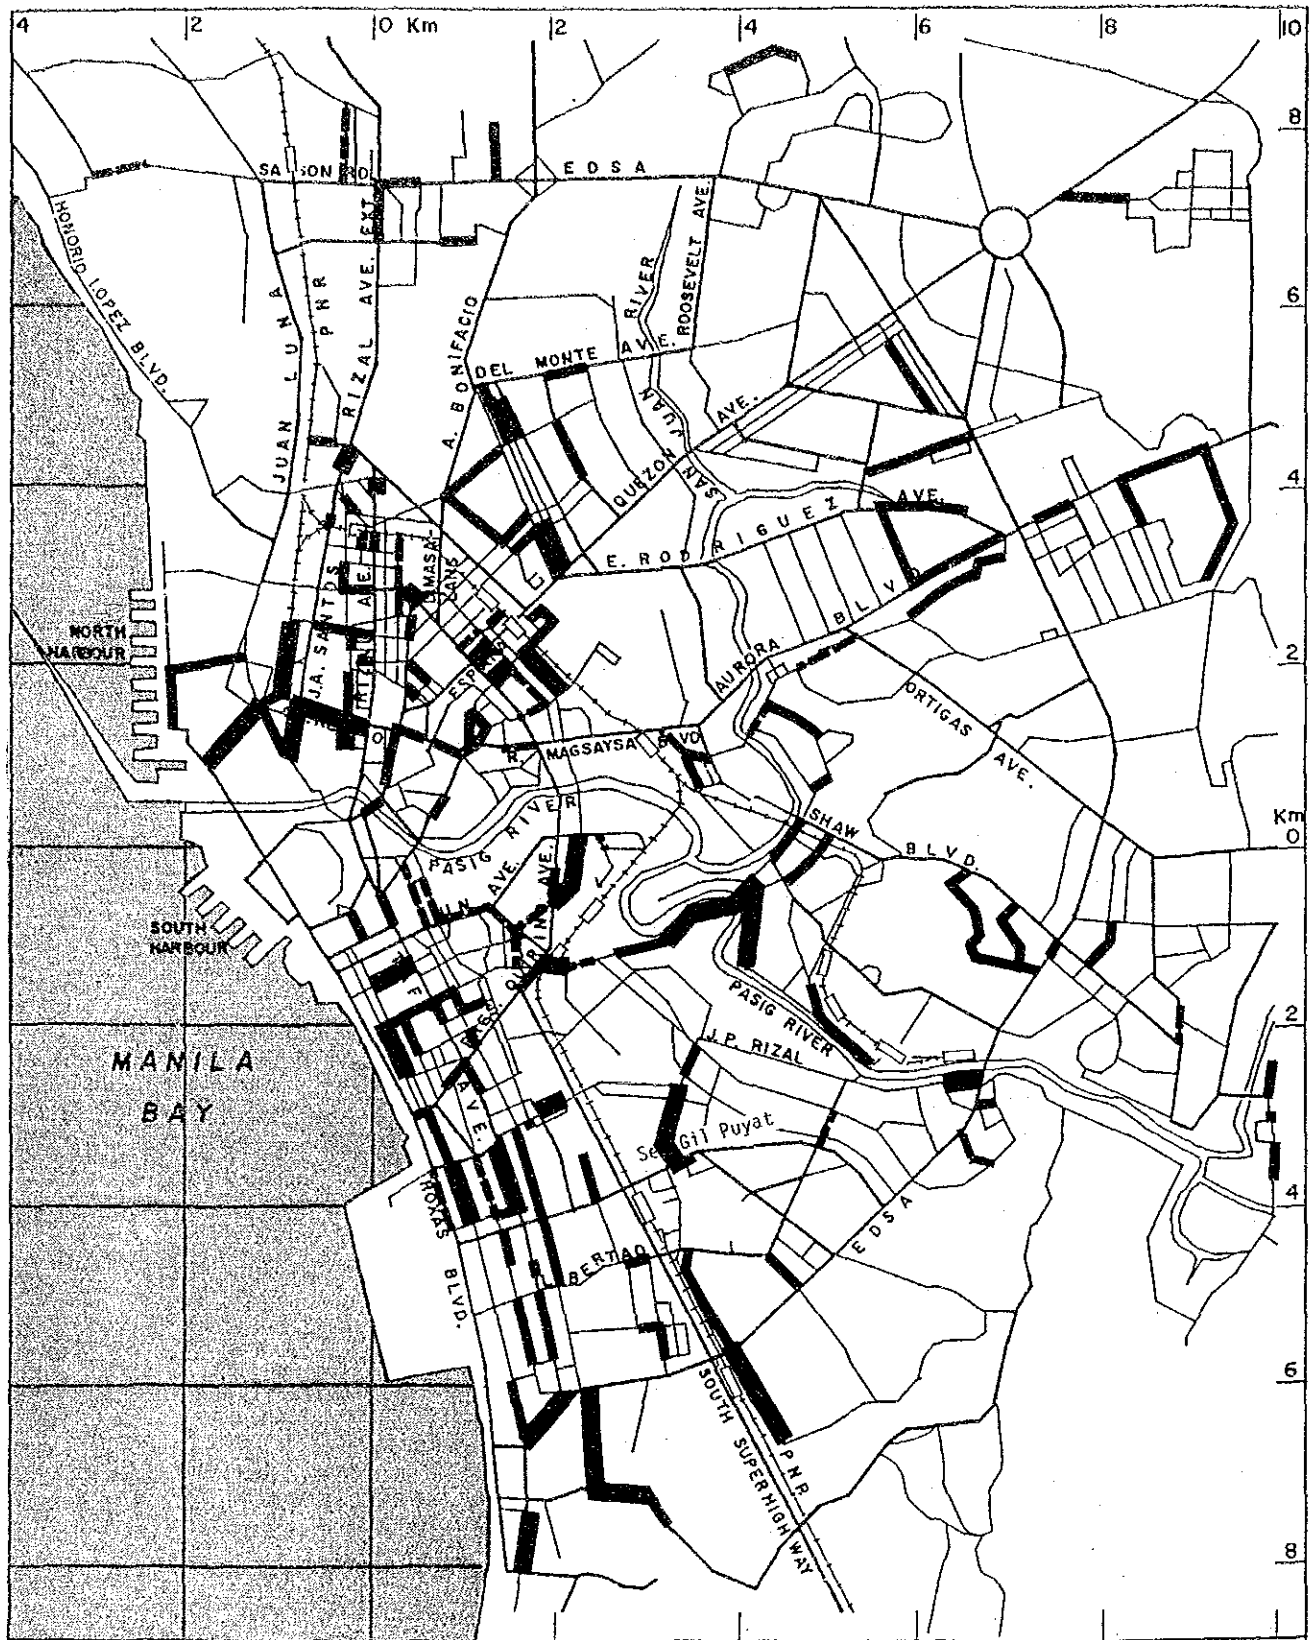 4 2 0 Km 2 4 6 8 10
8
SAMSON RD.
EDSA
HONORIO LOPEZ BLVD.
JUAN LUNA
PNR
RIZAL AVE. EXT.
A. BONIFACIO
RIVER
ROOSEVELT AVE.
6
DEL MONTE AVE.
SAN JUAN
QUEZON AVE.
4
E. RODRIGUEZ AVE.
J.A. SANTOS
NORTH
HARBOUR
AURORA BLVD
2
ORTIGAS AVE.
R. MAGSAYSAY BLVD
PASIG RIVER
SHAW BLVD.
Km
0
UN AVE.
QUIRINO AVE.
SOUTH
HARBOUR
PASIG RIVER
J.P. RIZAL
2
MANILA
BAY
AVE.
Sen Gil Puyat
ROXAS BLVD.
4
EDSA
LIBERTAD
6
SOUTH SUPERHIGHWAY
PNR
8